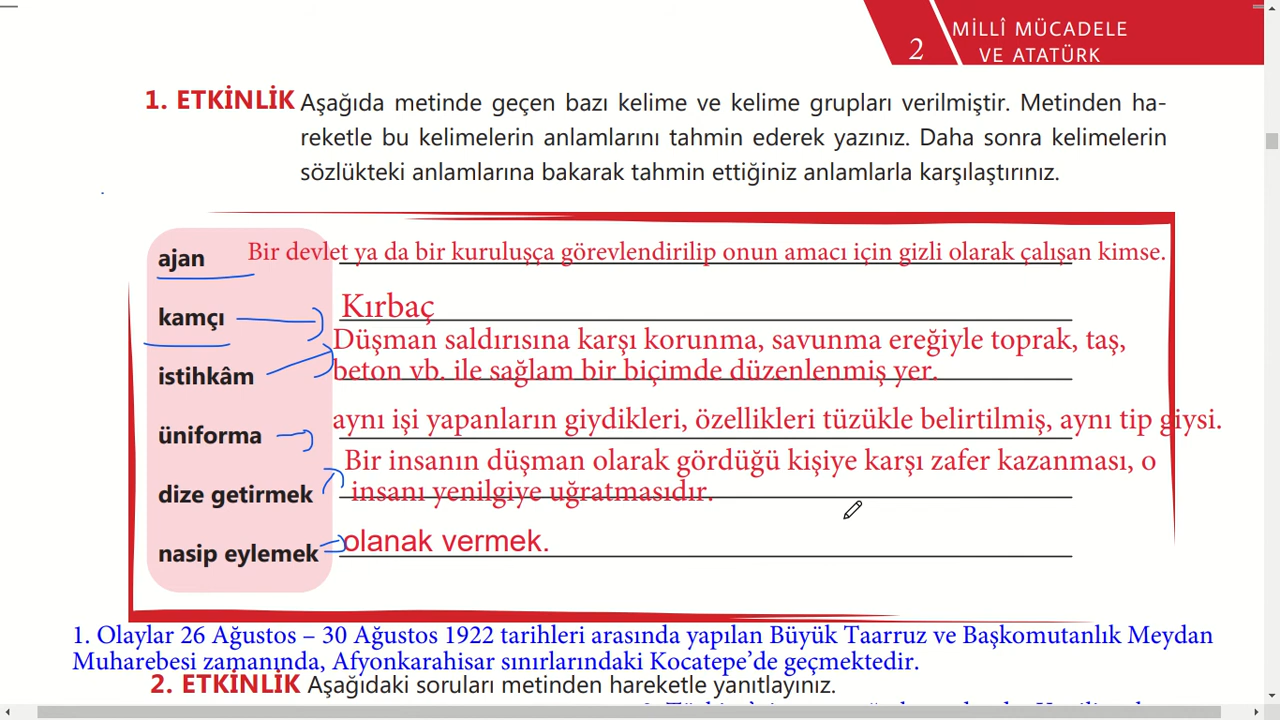 MİLLÎ MÜCADELE
2
VE ATATÜRK
1. ETKİNLİK Aşağıda metinde geçen bazı kelime ve kelime grupları verilmiştir. Metinden ha-
reketle bu kelimelerin anlamlarını tahmin ederek yazınız. Daha sonra kelimelerin
sözlükteki anlamlarına bakarak tahmin ettiğiniz anlamlarla karşılaştırınız.
ajan Bir devlet ya da bir kuruluşça görevlendirilip onun amacı için gizli olarak çalışan kimse.
kamçı Kırbaç
istihkâm Düşman saldırısına karşı korunma, savunma ereğiyle toprak, taş,
beton vb. ile sağlam bir biçimde düzenlenmiş yer.
üniforma aynı işi yapanların giydikleri, özellikleri tüzükle belirtilmiş, aynı tip giysi.
dize getirmek Bir insanın düşman olarak gördüğü kişiye karşı zafer kazanması, o
insanı yenilgiye uğratmasıdır.
nasip eylemek olanak vermek.
1. Olaylar 26 Ağustos – 30 Ağustos 1922 tarihleri arasında yapılan Büyük Taarruz ve Başkomutanlık Meydan
Muharebesi zamanında, Afyonkarahisar sınırlarındaki Kocatepe’de geçmektedir.
2. ETKİNLİK Aşağıdaki soruları metinden hareketle yanıtlayınız.